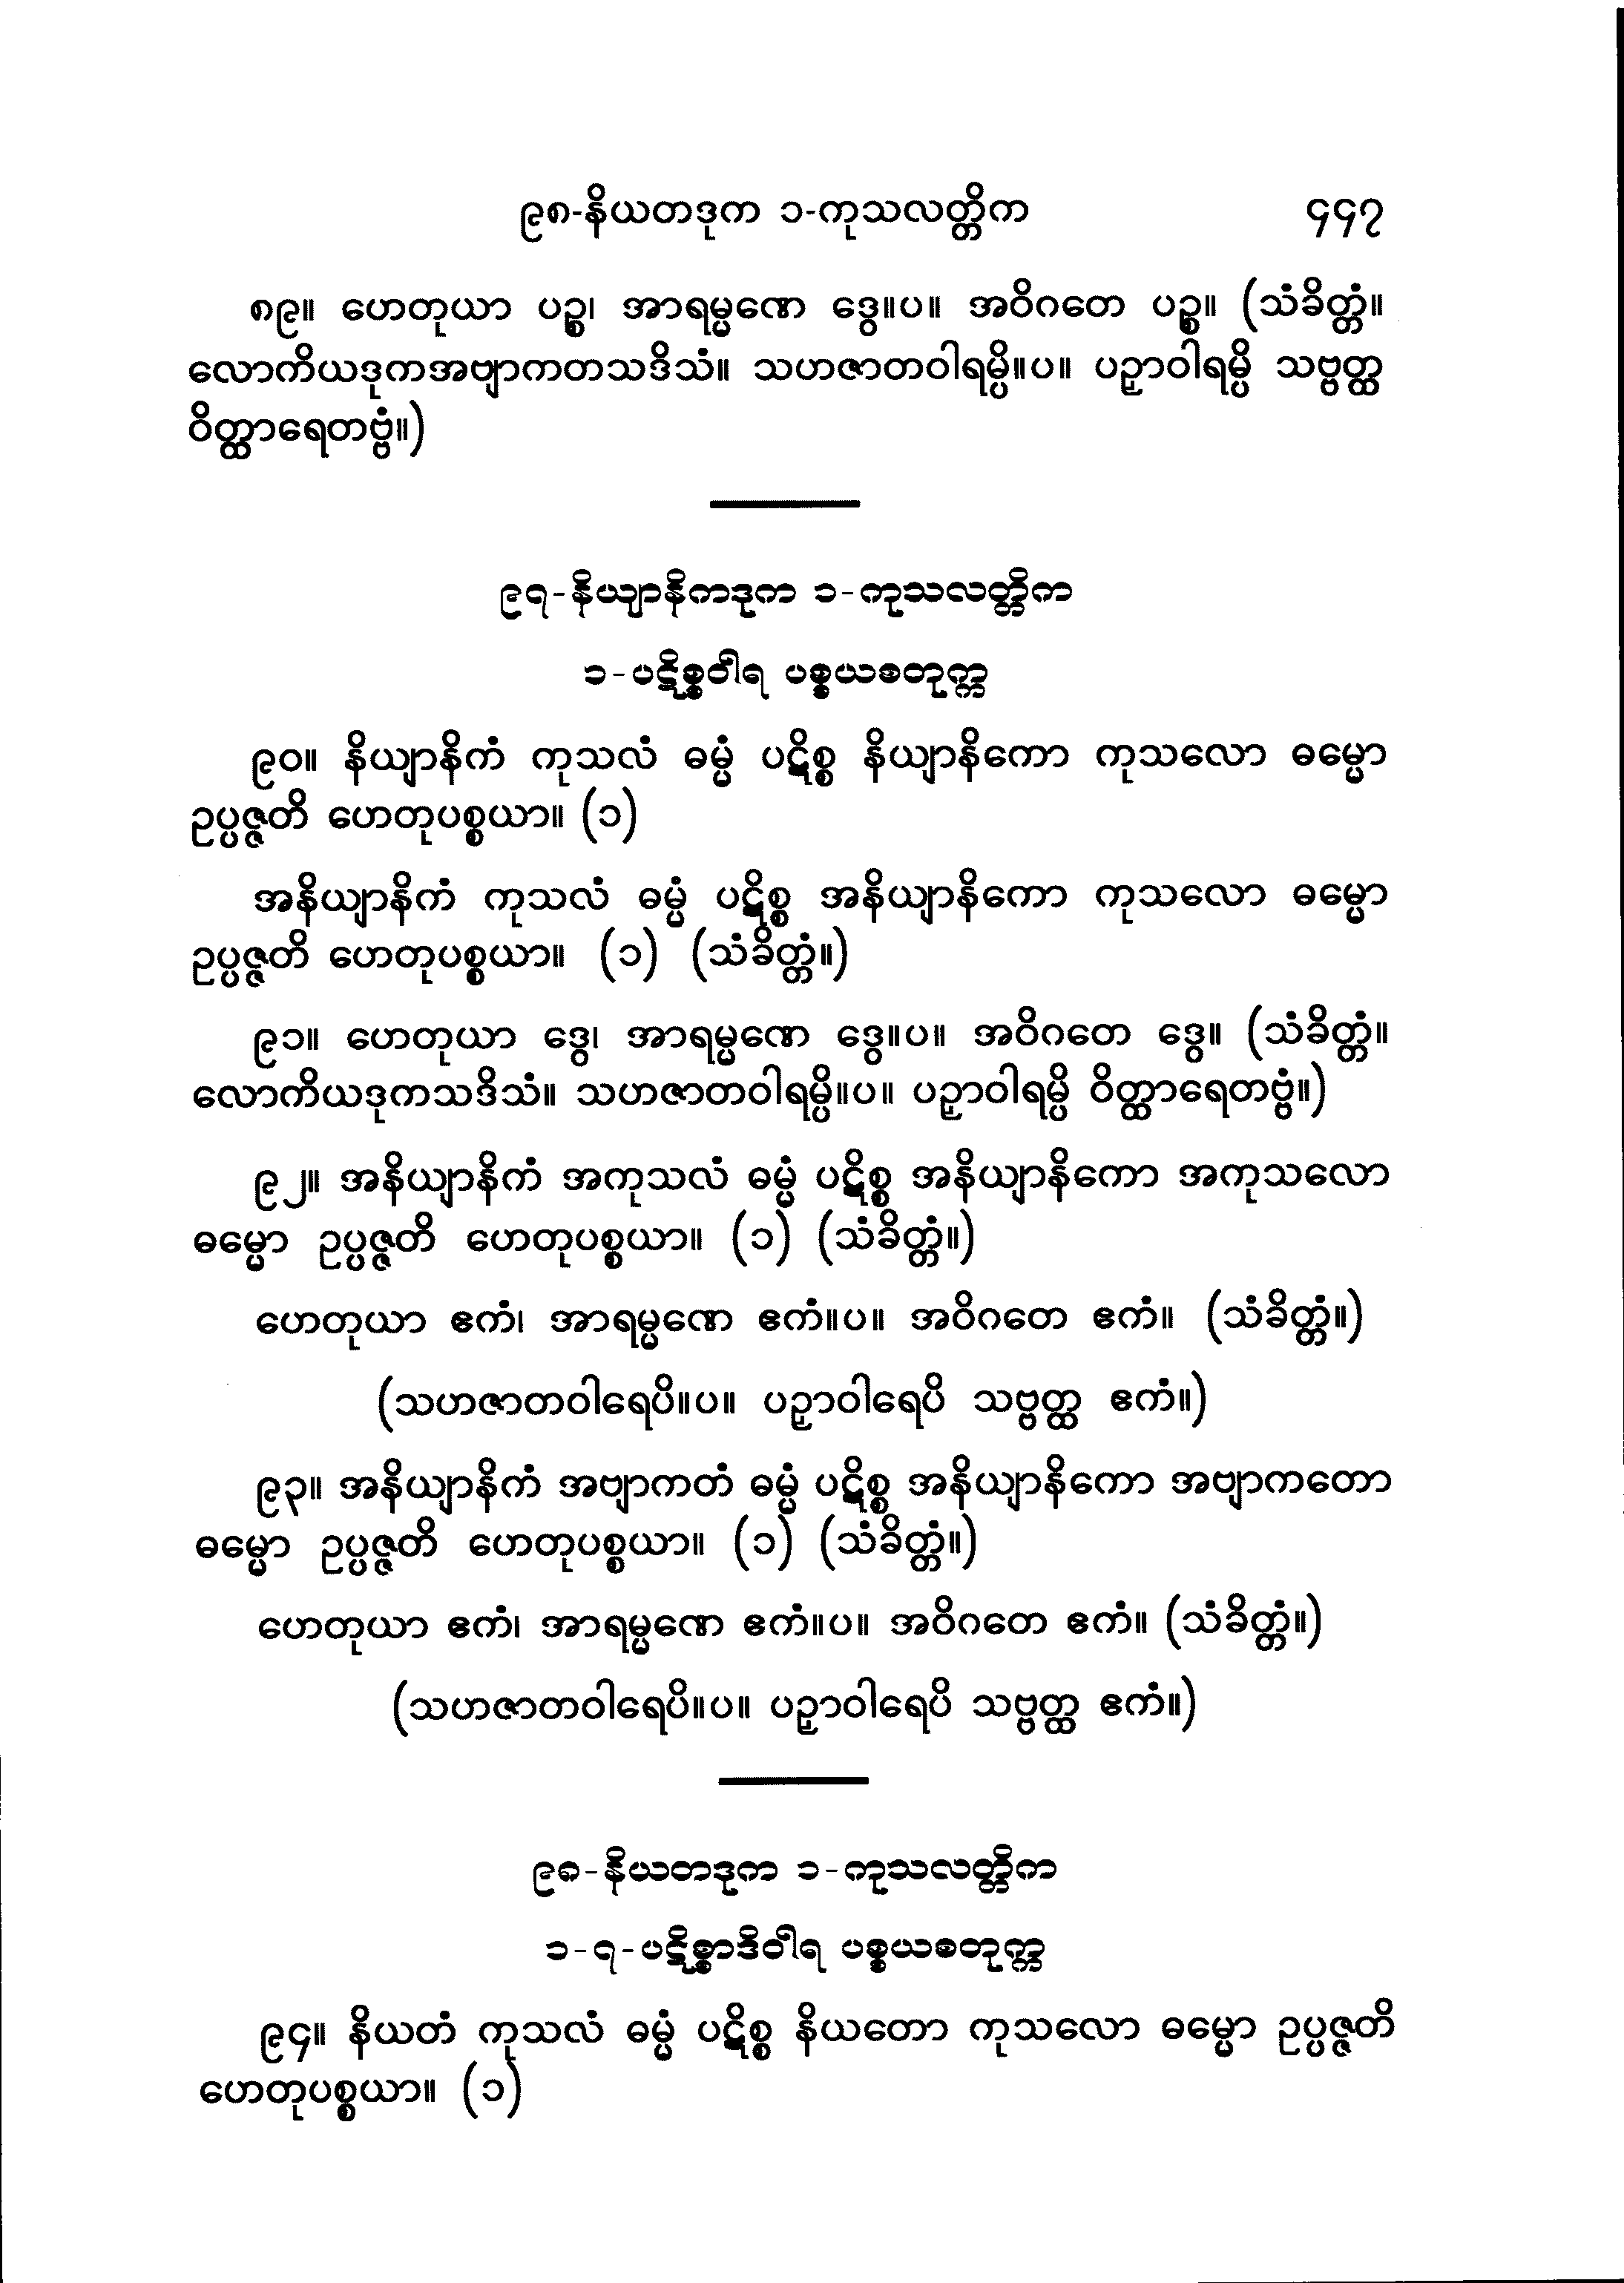 ၉၈-နိယတဒုက ၁-ကုသလတ္တိက ၄၄၇
၈၉။ ဟေတုယာ ပဉ္စ၊ အာရမ္မဏေ ဒွေ။ပ။ အဝိဂတေ ပဉ္စ။ (သံခိတ္တံ။
လောကိယဒုကအဗျာကတသဒိသံ။ သဟဇာတဝါရမ္ပိ။ပ။ ပဉှာဝါရမ္ပိ သဗ္ဗတ္ထ
ဝိတ္ထာရေတဗ္ဗံ။)
၉၇-နိယျာနိကဒုက ၁-ကုသလတ္တိက
၁-ပဋိစ္စဝါရ ပစ္စယစတုက္က
၉၀။ နိယျာနိကံ ကုသလံ ဓမ္မံ ပဋိစ္စ နိယျာနိကော ကုသလော ဓမ္မော
ဥပ္ပဇ္ဇတိ ဟေတုပစ္စယာ။ (၁)
အနိယျာနိကံ ကုသလံ ဓမ္မံ ပဋိစ္စ အနိယျာနိကော ကုသလော ဓမ္မော
ဥပ္ပဇ္ဇတိ ဟေတုပစ္စယာ။ (၁) (သံခိတ္တံ။)
၉၁။ ဟေတုယာ ဒွေ၊ အာရမ္မဏေ ဒွေ။ပ။ အဝိဂတေ ဒွေ။ (သံခိတ္တံ။
လောကိယဒုကသဒိသံ။ သဟဇာတဝါရမ္ပိ။ပ။ ပဉှာဝါရမ္ပိ ဝိတ္ထာရေတဗ္ဗံ။)
၉၂။ အနိယျာနိကံ အကုသလံ ဓမ္မံ ပဋိစ္စ အနိယျာနိကော အကုသလော
ဓမ္မော ဥပ္ပဇ္ဇတိ ဟေတုပစ္စယာ။ (၁) (သံခိတ္တံ။)
ဟေတုယာ ဧကံ၊ အာရမ္မဏေ ဧကံ။ပ။ အဝိဂတေ ဧကံ။ (သံခိတ္တံ။)
(သဟဇာတဝါရေပိ။ပ။ ပဉှာဝါရေပိ သဗ္ဗတ္ထ ဧကံ။)
၉၃။ အနိယျာနိကံ အဗျာကတံ ဓမ္မံ ပဋိစ္စ အနိယျာနိကော အဗျာကတော
ဓမ္မော ဥပ္ပဇ္ဇတိ ဟေတုပစ္စယာ။ (၁) (သံခိတ္တံ။)
ဟေတုယာ ဧကံ၊ အာရမ္မဏေ ဧကံ။ပ။ အဝိဂတေ ဧကံ။ (သံခိတ္တံ။)
(သဟဇာတဝါရေပိ။ပ။ ပဉှာဝါရေပိ သဗ္ဗတ္ထ ဧကံ။)
၉၈-နိယတဒုက ၁-ကုသလတ္တိက
၁-၇-ပဋိစ္စာဒိဝါရ ပစ္စယစတုက္က
၉၄။ နိယတံ ကုသလံ ဓမ္မံ ပဋိစ္စ နိယတော ကုသလော ဓမ္မော ဥပ္ပဇ္ဇတိ
ဟေတုပစ္စယာ။ (၁)